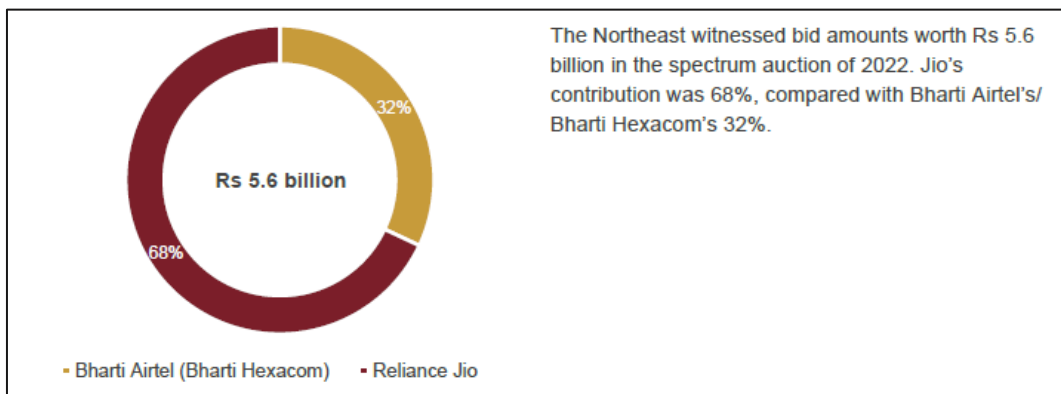 The Northeast witnessed bid amounts worth Rs 5.6
billion in the spectrum auction of 2022. Jio's
contribution was 68%, compared with Bharti Airtel's/
Bharti Hexacom's 32%.
32%
Rs 5.6 billion
68%
Bharti Airtel (Bharti Hexacom)
Reliance Jio